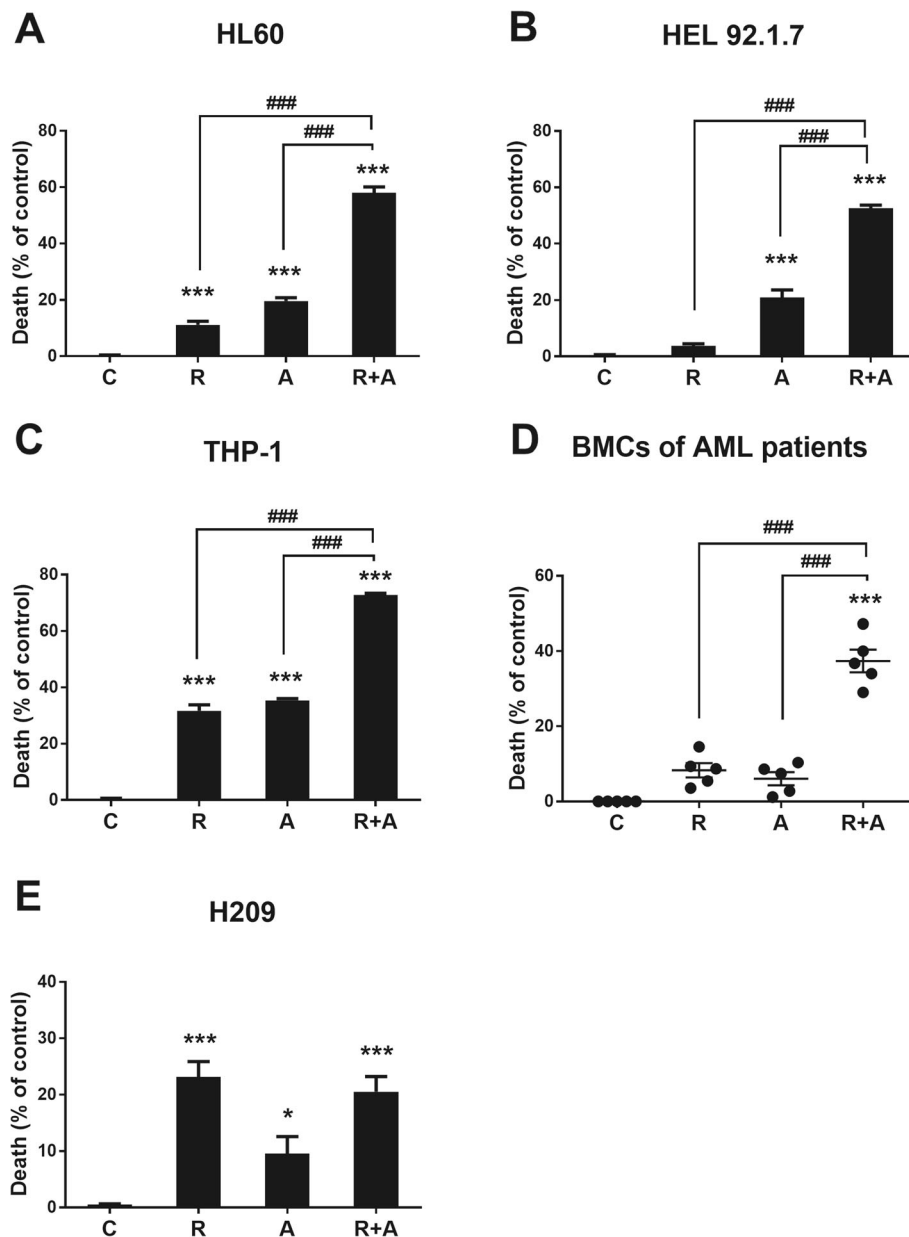 A
HL60
###
###
***
***
***
Death (% of control)
80
60
40
20
0
C R A R+A
B
HEL 92.1.7
###
###
***
***
Death (% of control)
80
60
40
20
0
C R A R+A
C
THP-1
###
###
***
***
***
Death (% of control)
80
60
40
20
0
C R A R+A
D
BMCs of AML patients
###
###
***
Death (% of control)
60
40
20
0
C R A R+A
E
H209
***
***
*
Death (% of control)
40
30
20
10
0
C R A R+A